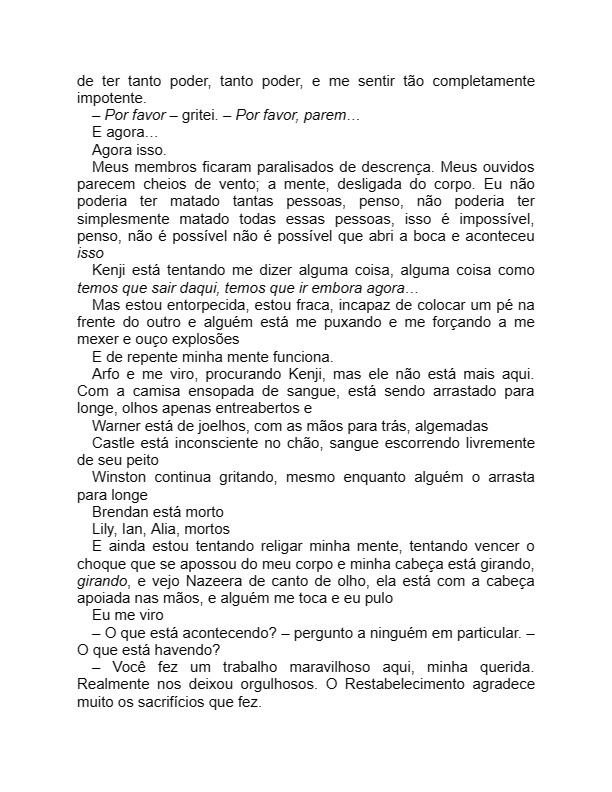 de ter tanto poder, tanto poder, e me sentir tão completamente
impotente.
– Por favor – gritei. – Por favor, parem…
E agora…
Agora isso.
Meus membros ficaram paralisados de descrença. Meus ouvidos
parecem cheios de vento; a mente, desligada do corpo. Eu não
poderia ter matado tantas pessoas, penso, não poderia ter
simplesmente matado todas essas pessoas, isso é impossível,
penso, não é possível não é possível que abri a boca e aconteceu
isso
Kenji está tentando me dizer alguma coisa, alguma coisa como
temos que sair daqui, temos que ir embora agora…
Mas estou entorpecida, estou fraca, incapaz de colocar um pé na
frente do outro e alguém está me puxando e me forçando a me
mexer e ouço explosões
E de repente minha mente funciona.
Arfo e me viro, procurando Kenji, mas ele não está mais aqui.
Com a camisa ensopada de sangue, está sendo arrastado para
longe, olhos apenas entreabertos e
Warner está de joelhos, com as mãos para trás, algemadas
Castle está inconsciente no chão, sangue escorrendo livremente
de seu peito
Winston continua gritando, mesmo enquanto alguém o arrasta
para longe
Brendan está morto
Lily, Ian, Alia, mortos
E ainda estou tentando religar minha mente, tentando vencer o
choque que se apossou do meu corpo e minha cabeça está girando,
girando, e vejo Nazeera de canto de olho, ela está com a cabeça
apoiada nas mãos, e alguém me toca e eu pulo
Eu me viro
– O que está acontecendo? – pergunto a ninguém em particular. –
O que está havendo?
– Você fez um trabalho maravilhoso aqui, minha querida.
Realmente nos deixou orgulhosos. O Restabelecimento agradece
muito os sacrifícios que fez.